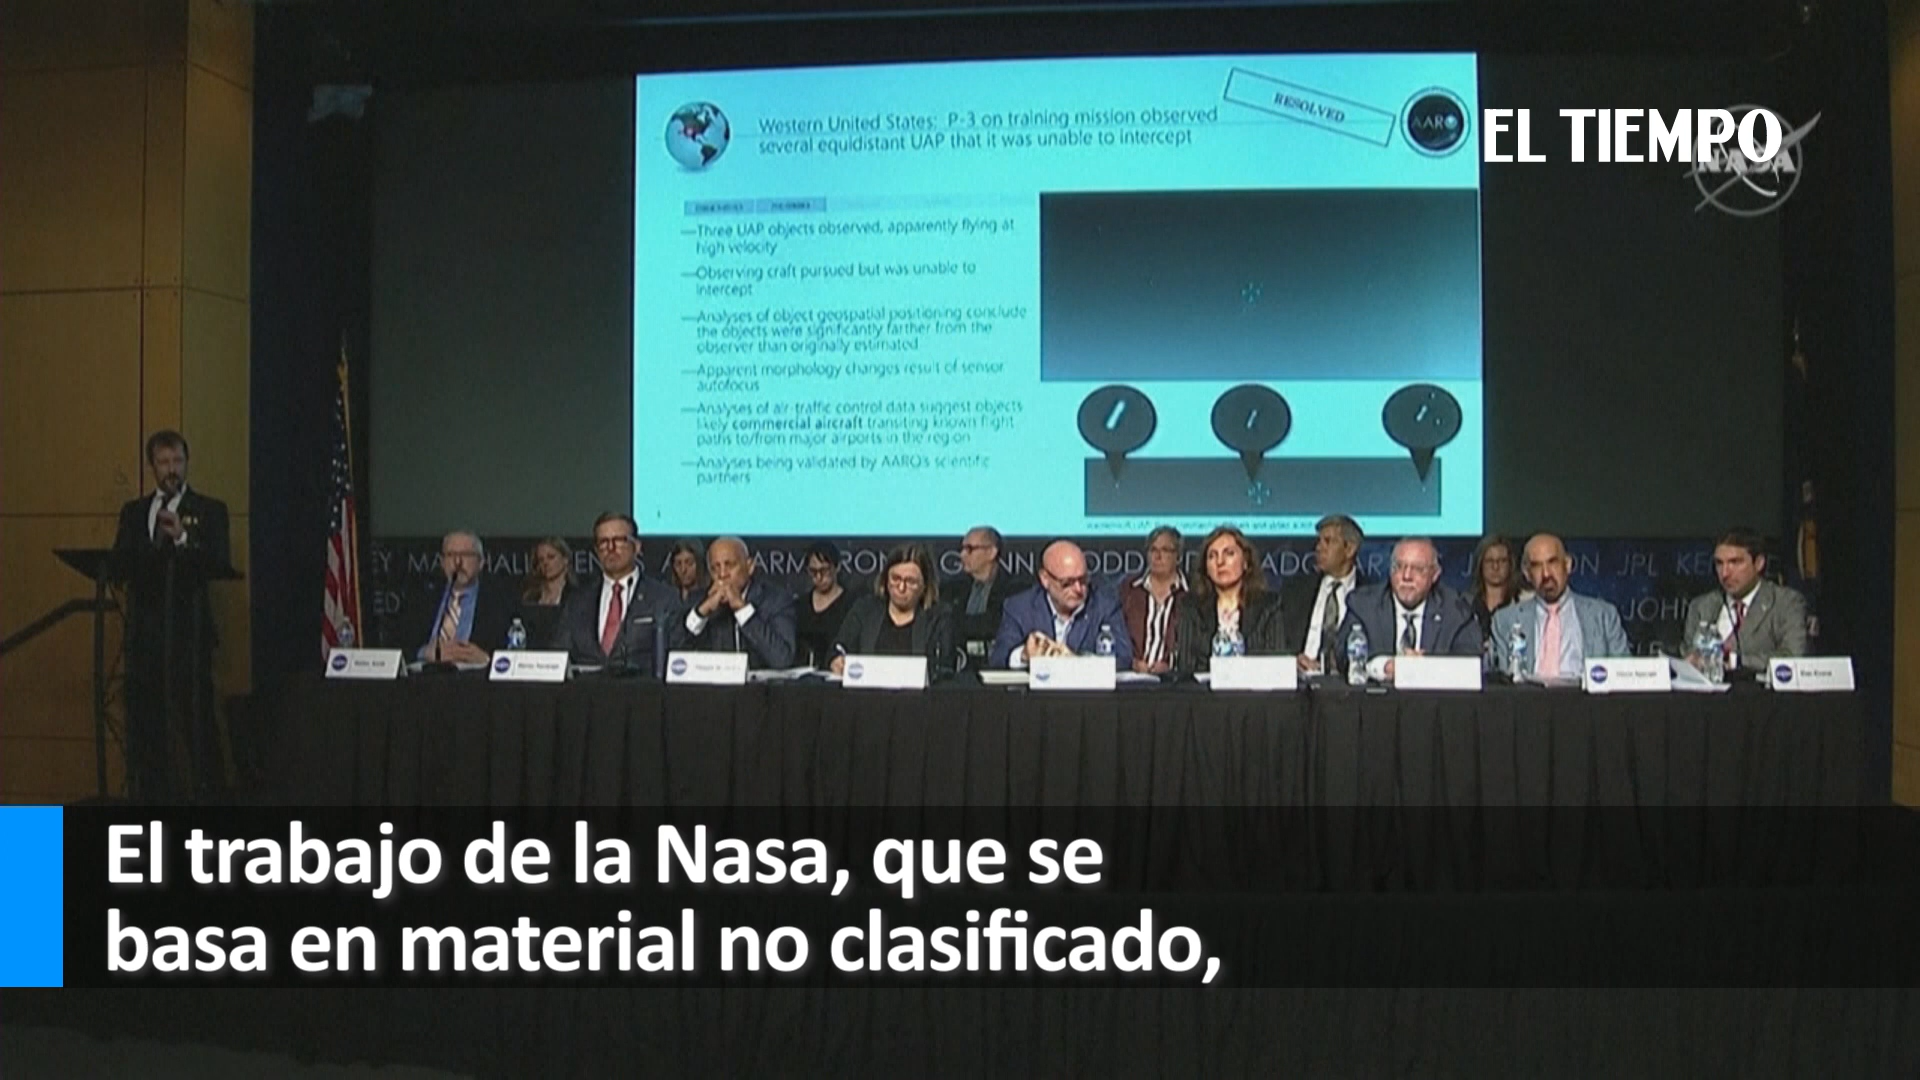 Western United States: P-3 on training mission observed
several equidistant UAP that it was unable to intercept
RESOLVED
AARO
EL TIEMPO
NASA
—Three UAP objects observed, apparently flying at
high velocity
—Observing craft pursued but was unable to
intercept
—Analyses of object geospatial positioning conclude
the objects were significantly farther from the
observer than originally estimated
—Apparent morphology changes result of sensor
autofocus
—Analyses of air traffic control data suggest objects
likely commercial aircraft transiting known flight
paths to/from major airports in the region
—Analyses being validated by AARO's scientific
partners
JPL
El trabajo de la Nasa, que se
basa en material no clasificado,